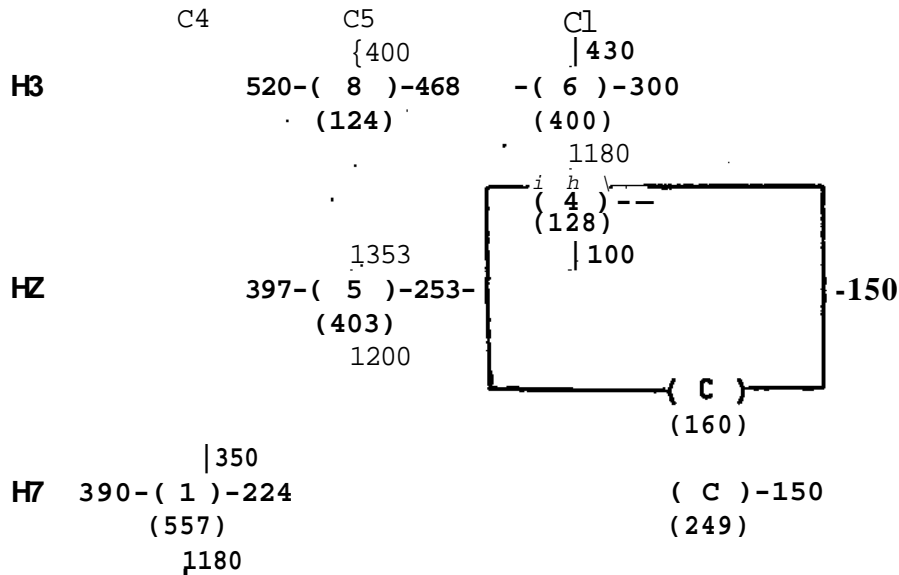 C4 C5 C1
{400 |430
H3 520-( 8 )-468 -( 6 )-300
(124) (400)
1180
i h \
( 4 )--
(128)
1353 |100
HZ 397-( 5 )-253- -150
(403)
1200
( C )
(160)
|350
H7 390-( 1 )-224 ( C )-150
(557) (249)
1180